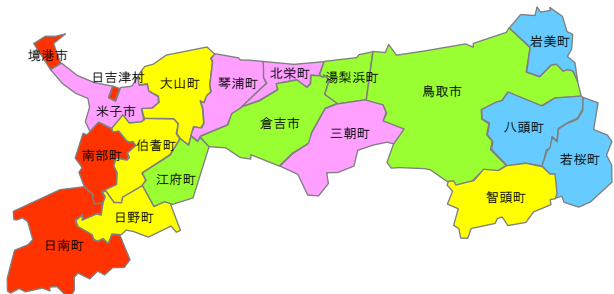 岩美町
境港市
北栄町
湯梨浜町
日吉津村
大山町
琴浦町
鳥取市
米子市
倉吉市
八頭町
三朝町
南部町
伯耆町
若桜町
江府町
智頭町
日野町
日南町